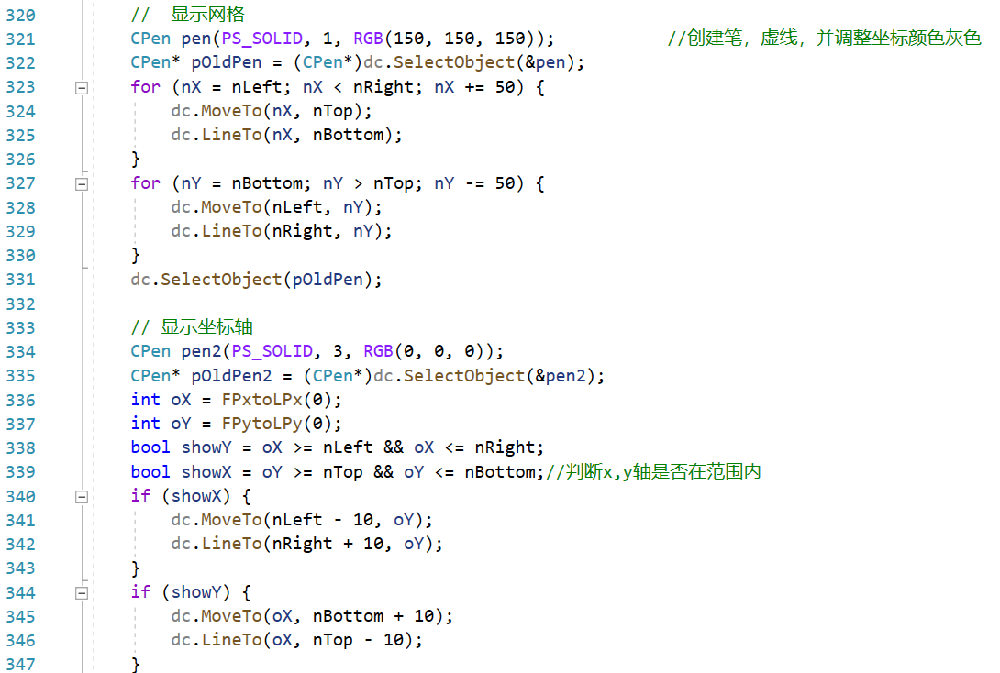 320 //  显示网格
321 CPen pen(PS_SOLID, 1, RGB(150, 150, 150)); //创建笔，虚线，并调整坐标颜色灰色
322 CPen* pOldPen = (CPen*)dc.SelectObject(&pen);
323 for (nX = nLeft; nX < nRight; nX += 50) {
324 dc.MoveTo(nX, nTop);
325 dc.LineTo(nX, nBottom);
326 }
327 for (nY = nBottom; nY > nTop; nY -= 50) {
328 dc.MoveTo(nLeft, nY);
329 dc.LineTo(nRight, nY);
330 }
331 dc.SelectObject(pOldPen);
332
333 // 显示坐标轴
334 CPen pen2(PS_SOLID, 3, RGB(0, 0, 0));
335 CPen* pOldPen2 = (CPen*)dc.SelectObject(&pen2);
336 int oX = FPxtoLPx(0);
337 int oY = FPytoLPy(0);
338 bool showY = oX >= nLeft && oX <= nRight;
339 bool showX = oY >= nTop && oY <= nBottom;//判断x,y轴是否在范围内
340 if (showX) {
341 dc.MoveTo(nLeft - 10, oY);
342 dc.LineTo(nRight + 10, oY);
343 }
344 if (showY) {
345 dc.MoveTo(oX, nBottom + 10);
346 dc.LineTo(oX, nTop - 10);
347 }